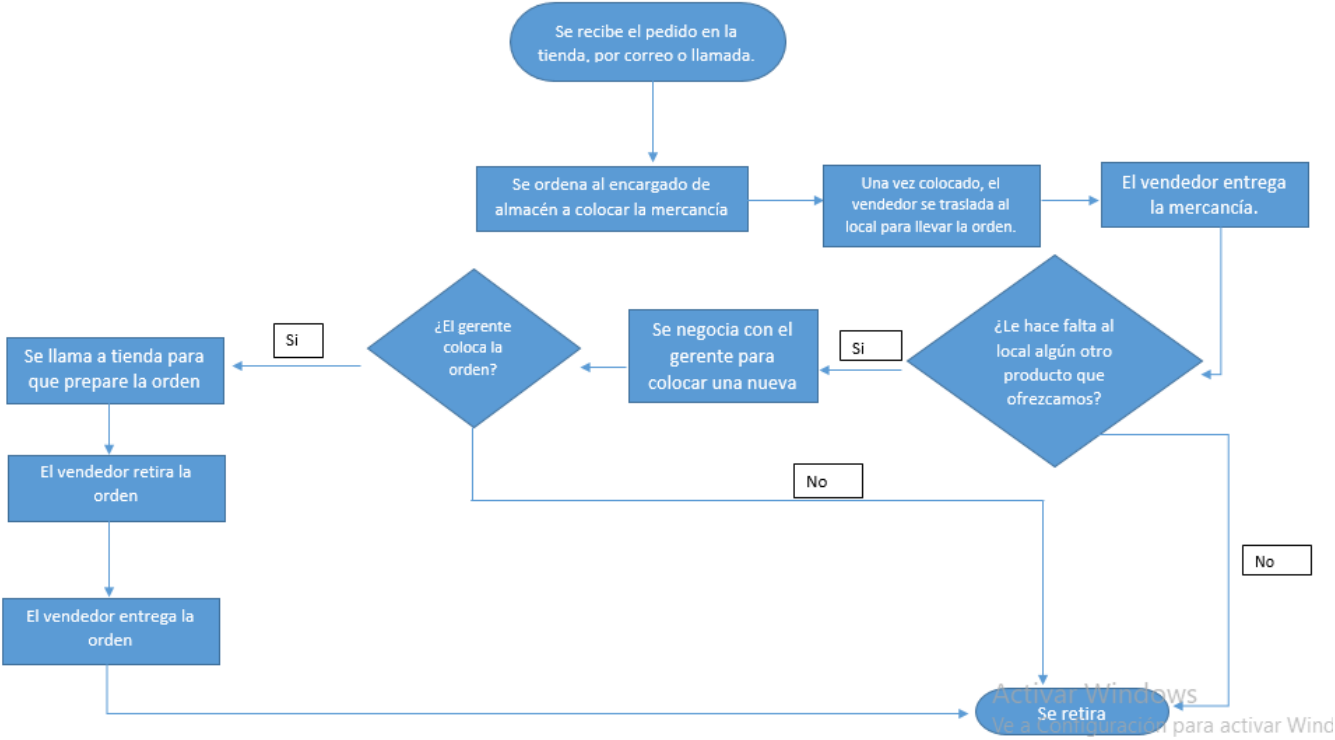 Se recibe el pedido en la
tienda, por correo o llamada.
Se ordena al encargado de
almacén a colocar la mercancía
Una vez colocado, el
vendedor se traslada al
local para llevar la orden.
El vendedor entrega
la mercancía.
¿Le hace falta al
local algún otro
producto que
ofrezcamos?
Si
Se negocia con el
gerente para
colocar una nueva
¿El gerente
coloca la
orden?
Si
Se llama a tienda para
que prepare la orden
El vendedor retira la
orden
No
No
El vendedor entrega la
orden
Se retira
Activar Windows
Ve a Configuración para activar Wind